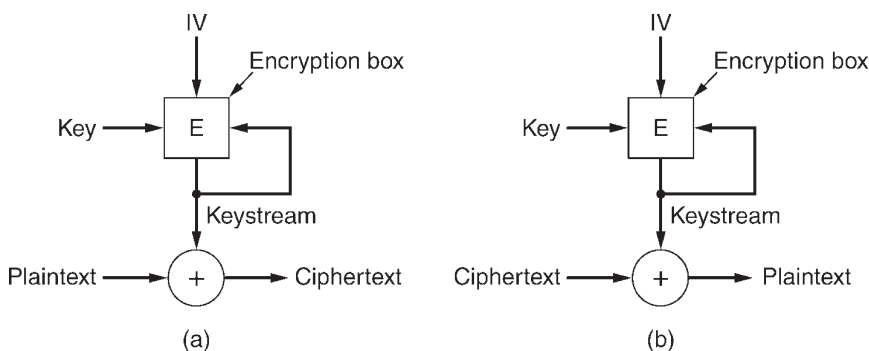 IV
Encryption box
Key
E
Keystream
Plaintext
+
Ciphertext
(a)
IV
Encryption box
Key
E
Keystream
Ciphertext
+
Plaintext
(b)